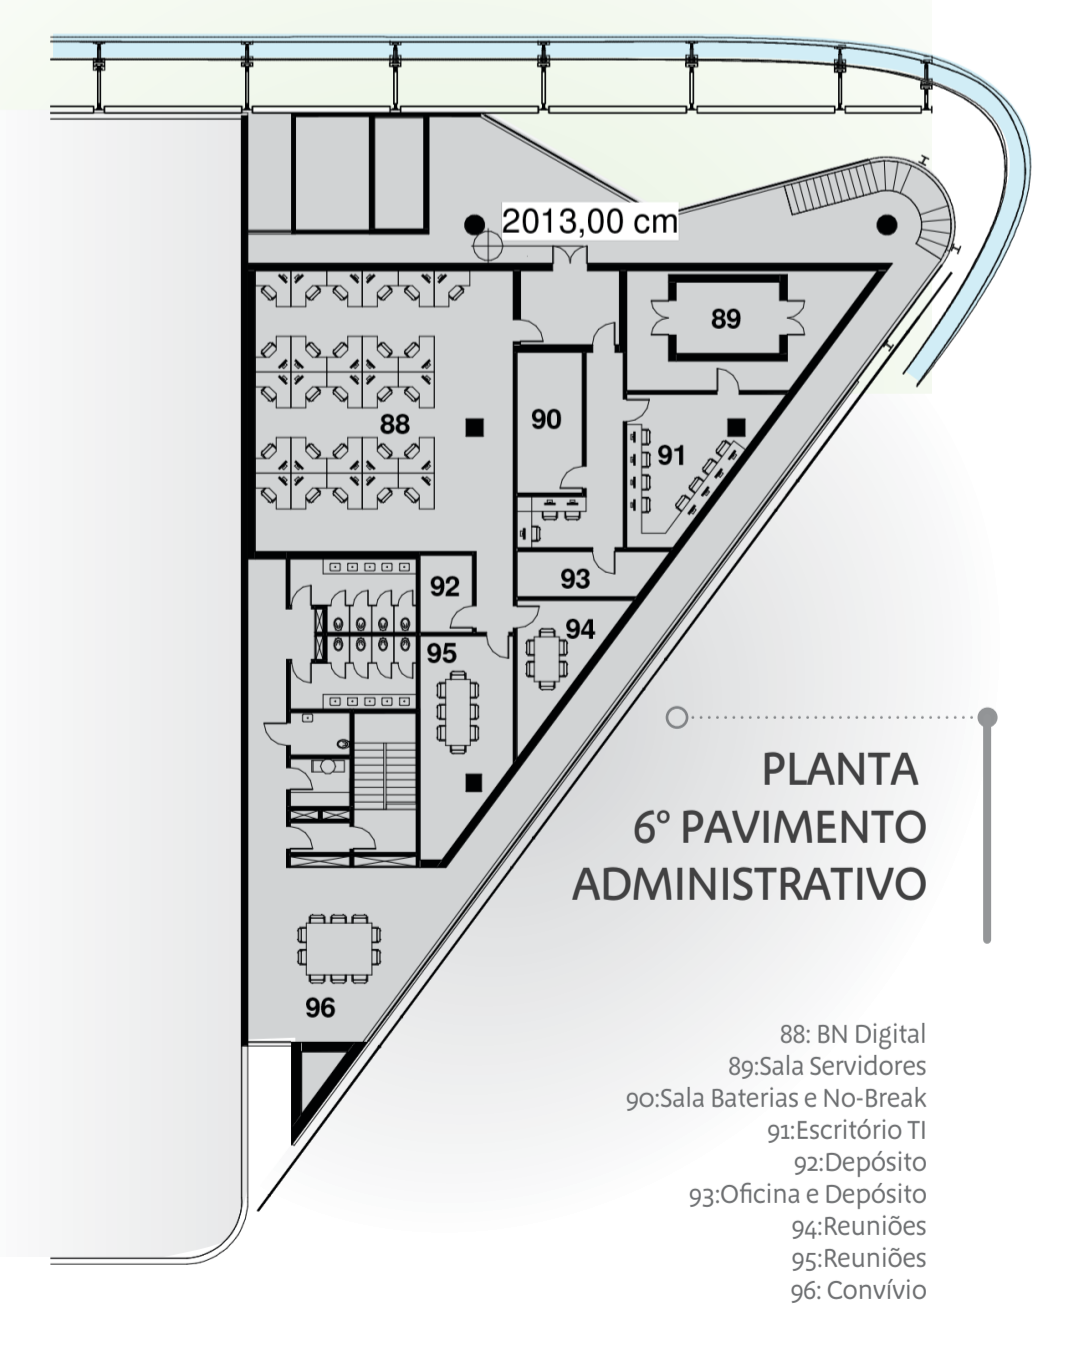 2013,00 cm
89
90
88
91
92
93
94
95
96
PLANTA
6° PAVIMENTO
ADMINISTRATIVO
88: BN Digital
89:Sala Servidores
90:Sala Baterias e No-Break
91:Escritório TI
92:Depósito
93:Oficina e Depósito
94:Reuniões
95:Reuniões
96: Convívio